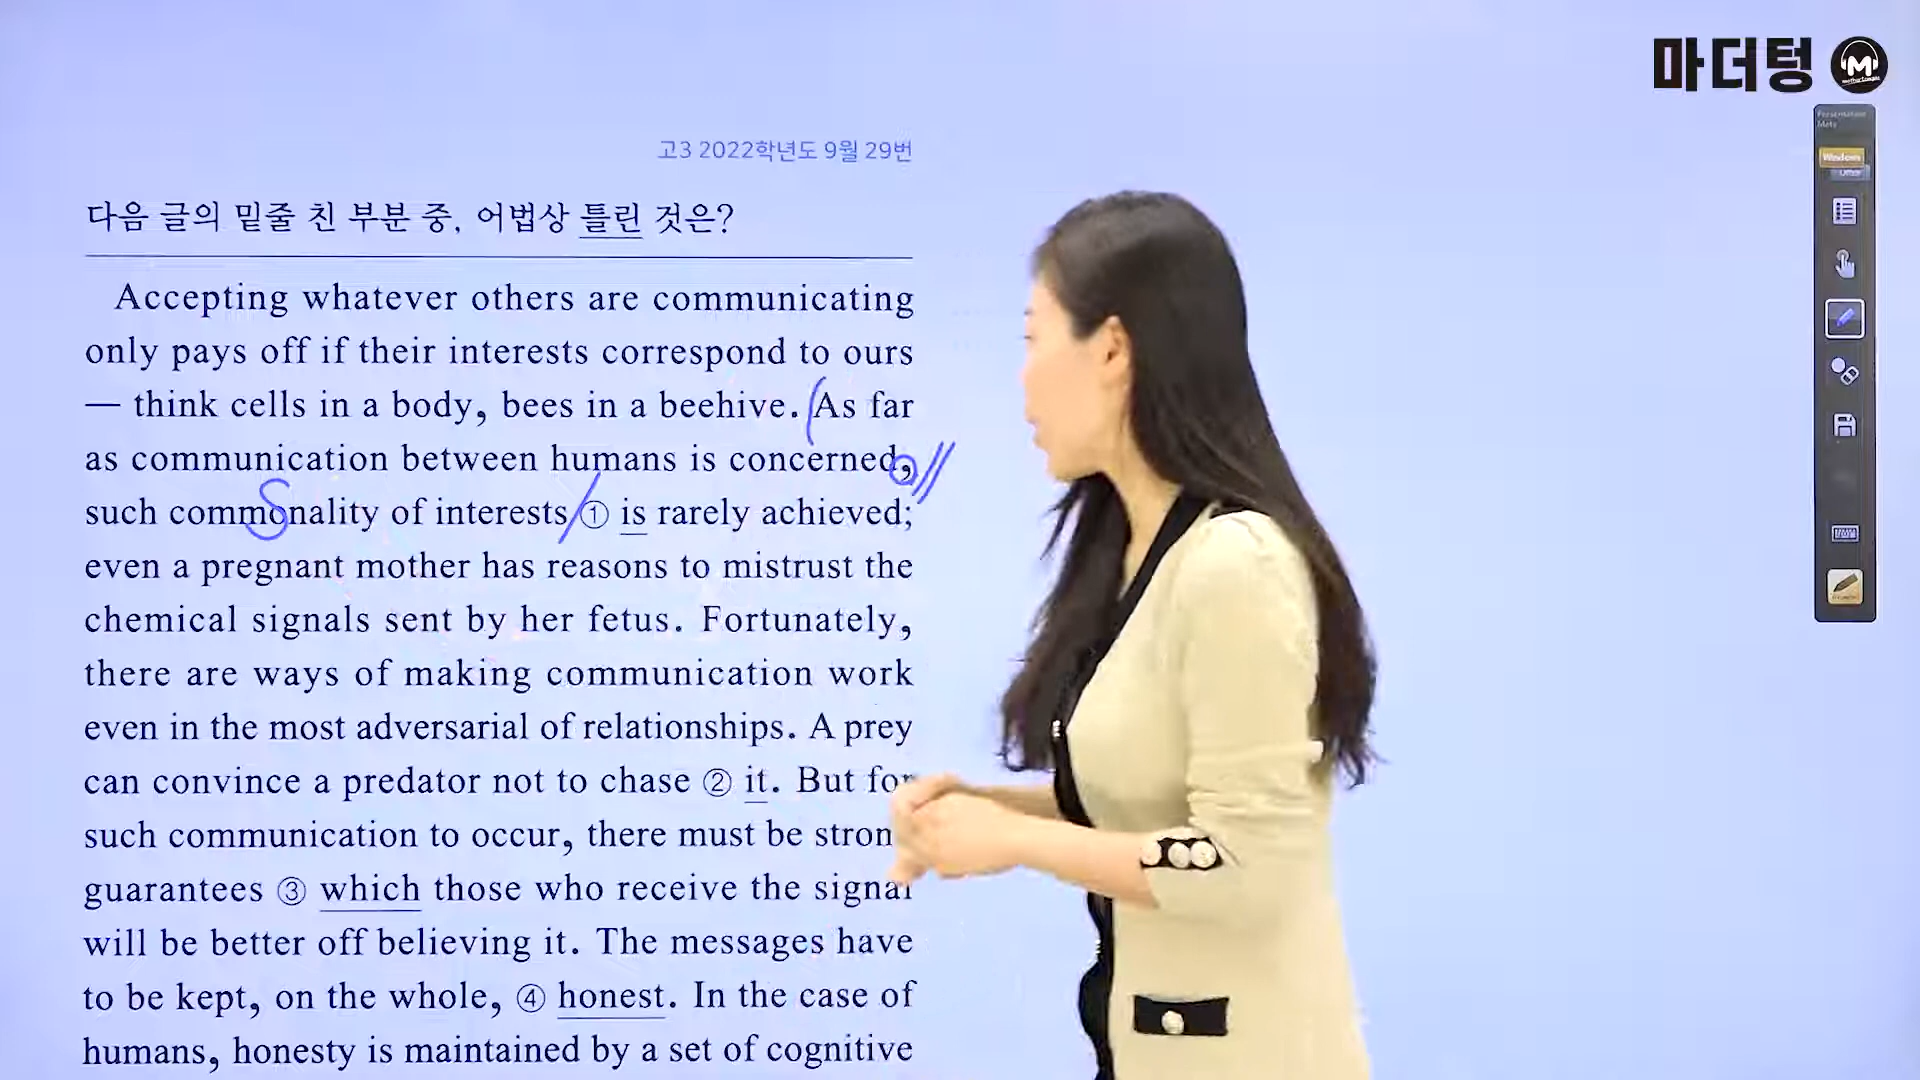 마더텅
M
Presentation
Windows
고3 2022학년도 9월 29번
다음 글의 밑줄 친 부분 중, 어법상 틀린 것은?
Accepting whatever others are communicating
only pays off if their interests correspond to ours
— think cells in a body, bees in a beehive. (As far
as communication between humans is concerned,
S
such commonality of interests / ① is rarely achieved;
even a pregnant mother has reasons to mistrust the
chemical signals sent by her fetus. Fortunately,
there are ways of making communication work
even in the most adversarial of relationships. A prey
can convince a predator not to chase ② it. But for
such communication to occur, there must be stron
guarantees ③ which those who receive the signal
will be better off believing it. The messages have
to be kept, on the whole, ④ honest. In the case of
humans, honesty is maintained by a set of cognitive